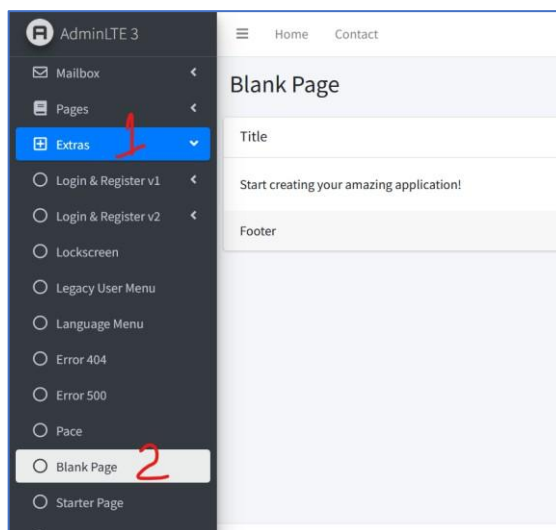 AdminLTE 3
Mailbox
Pages
Extras 1
Login & Register v1
Login & Register v2
Lockscreen
Legacy User Menu
Language Menu
Error 404
Error 500
Pace
Blank Page 2
Starter Page
Home Contact
Blank Page
Title
Start creating your amazing application!
Footer